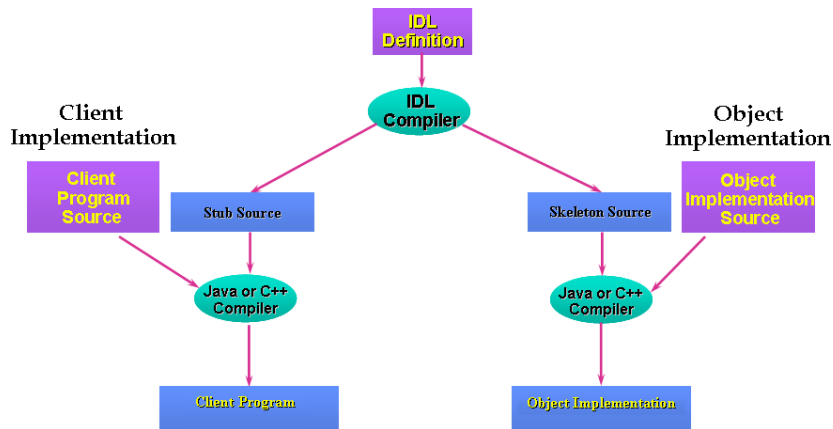 IDL
Definition
IDL
Compiler
Client
Implementation
Object
Implementation
Client
Program
Source
Stub Source
Skeleton Source
Object
Implementation
Source
Java or C++
Compiler
Java or C++
Compiler
Client Program
Object Implementation